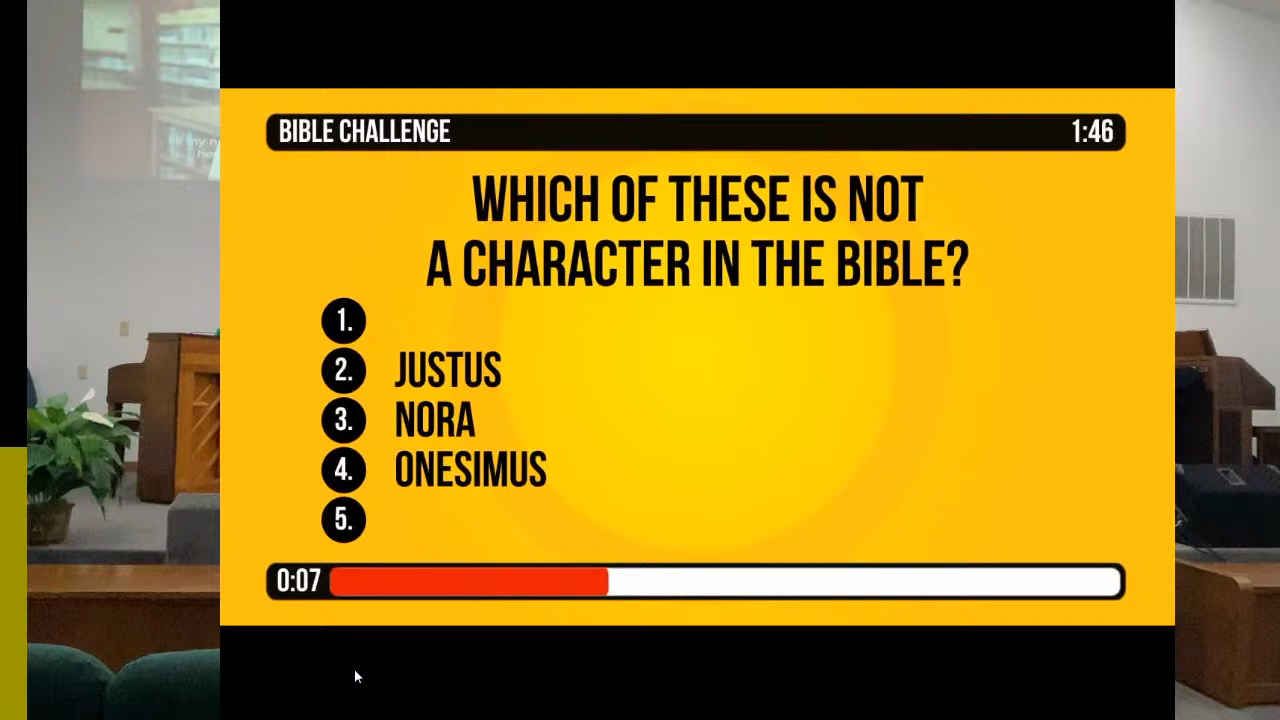 BIBLE CHALLENGE
1:46
WHICH OF THESE IS NOT
A CHARACTER IN THE BIBLE?
1.
2. JUSTUS
3. NORA
4. ONESIMUS
5.
0:07